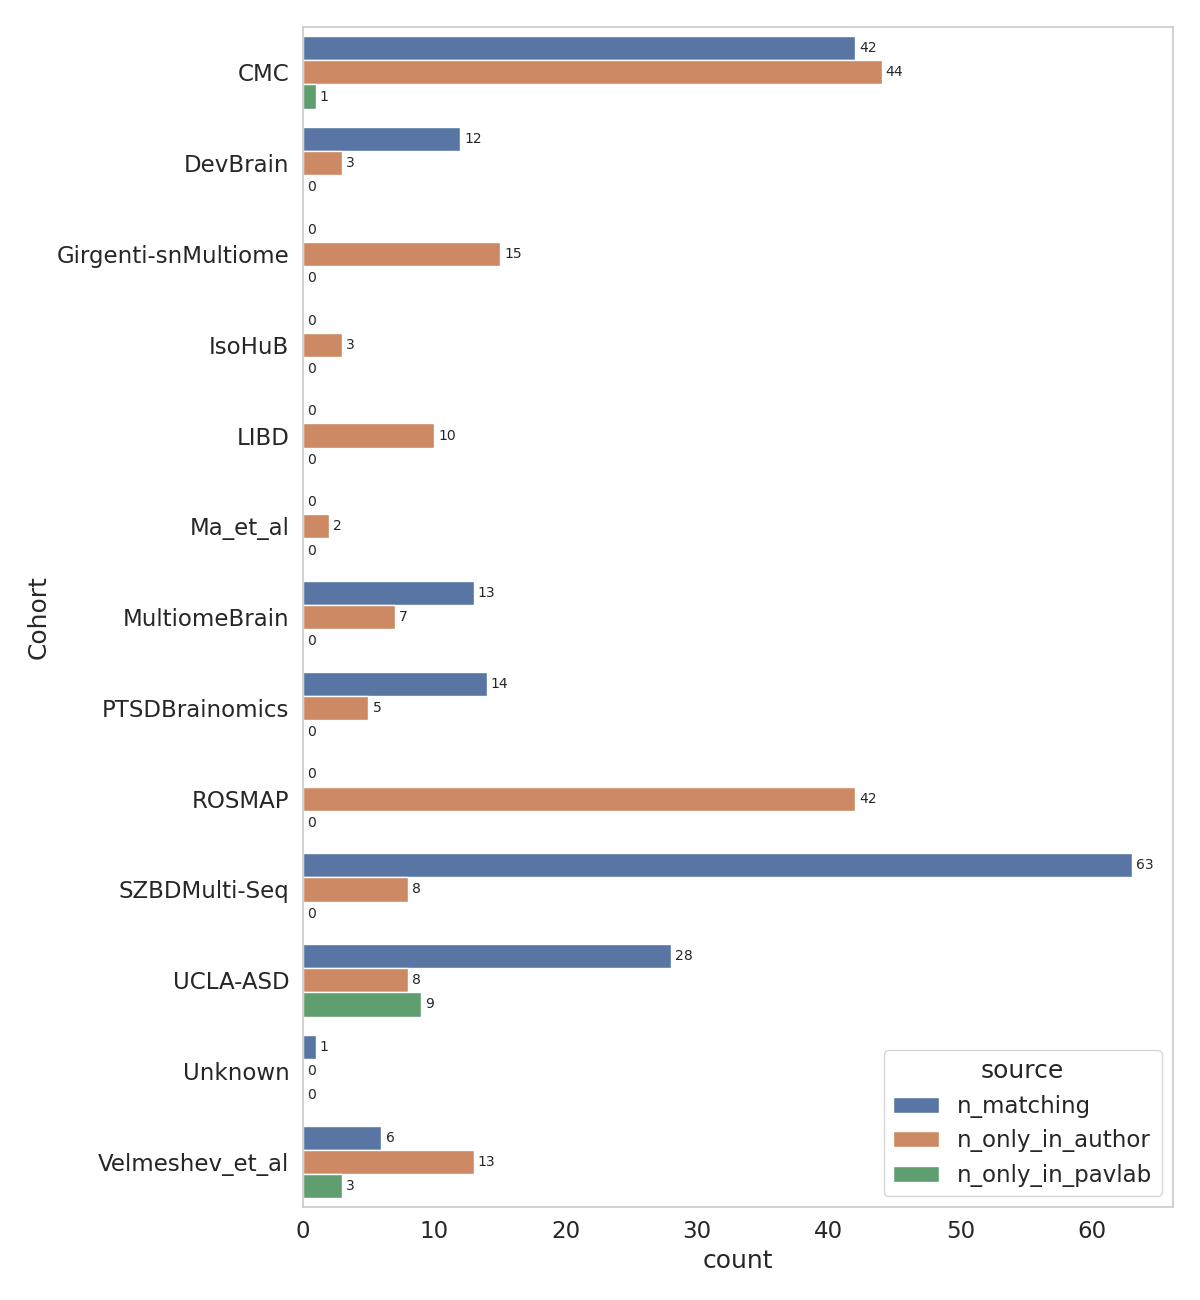 CMC
42
44
1
DevBrain
12
3
0
Girgenti-snMultiome
0
15
0
IsoHuB
0
3
0
LIBD
0
10
0
Ma_et_al
0
2
0
MultiomeBrain
13
7
0
PTSDBrainomics
14
5
0
ROSMAP
0
42
0
SZBDMulti-Seq
63
8
0
UCLA-ASD
28
8
9
Unknown
1
0
0
Velmeshev_et_al
6
13
3
Cohort
source
n_matching
n_only_in_author
n_only_in_pavlab
0 10 20 30 40 50 60
count